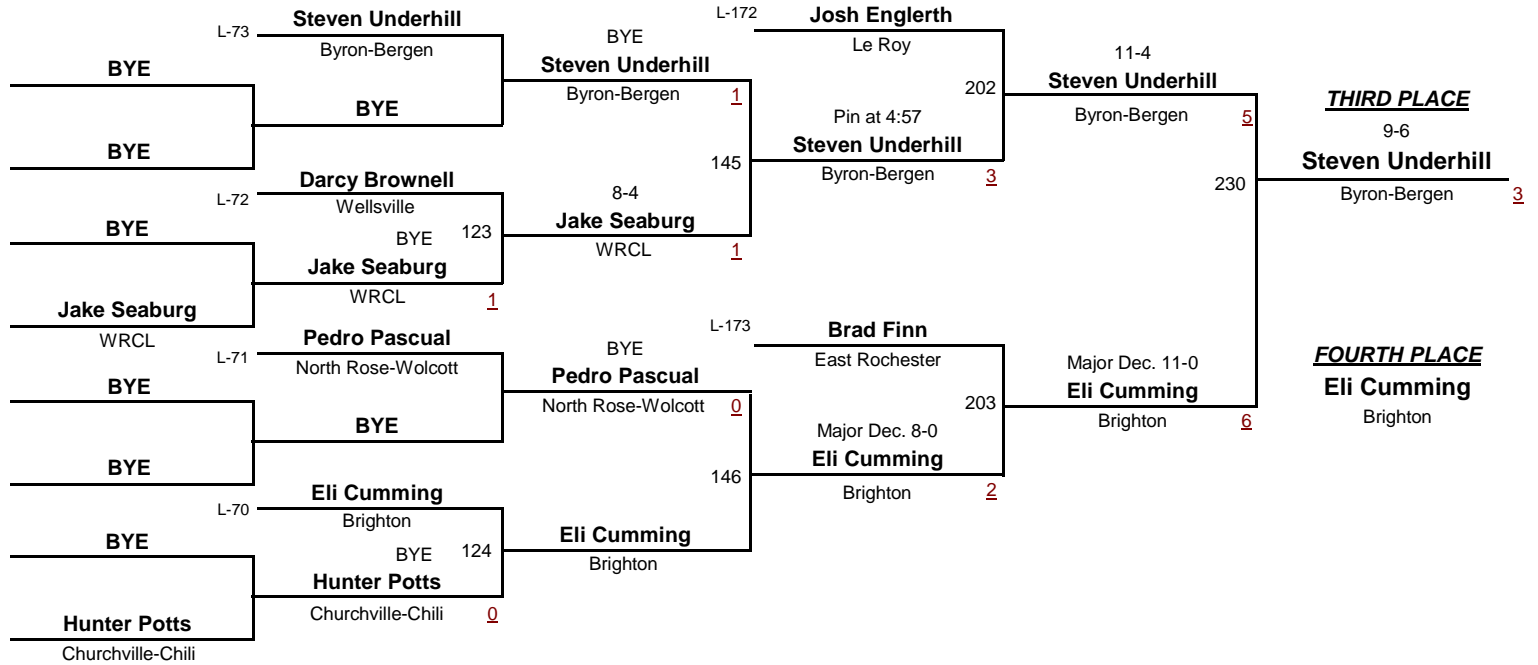 BYE
BYE
BYE
Jake Seaburg
WRCL
BYE
BYE
BYE
Hunter Potts
Churchville-Chili
L-73
Steven Underhill
Byron-Bergen
BYE
L-72
Darcy Brownell
Wellsville
BYE
123
Jake Seaburg
WRCL
1
L-71
Pedro Pascual
North Rose-Wolcott
BYE
L-70
Eli Cumming
Brighton
BYE
124
Hunter Potts
Churchville-Chili
0
BYE
Steven Underhill
Byron-Bergen
1
145
8-4
Jake Seaburg
WRCL
1
BYE
Pedro Pascual
North Rose-Wolcott
0
146
Eli Cumming
Brighton
L-172
Josh Englerth
Le Roy
202
Pin at 4:57
Steven Underhill
Byron-Bergen
3
L-173
Brad Finn
East Rochester
203
Major Dec. 8-0
Eli Cumming
Brighton
2
11-4
Steven Underhill
Byron-Bergen
5
230
Major Dec. 11-0
Eli Cumming
Brighton
6
THIRD PLACE
9-6
Steven Underhill
Byron-Bergen
3
FOURTH PLACE
Eli Cumming
Brighton